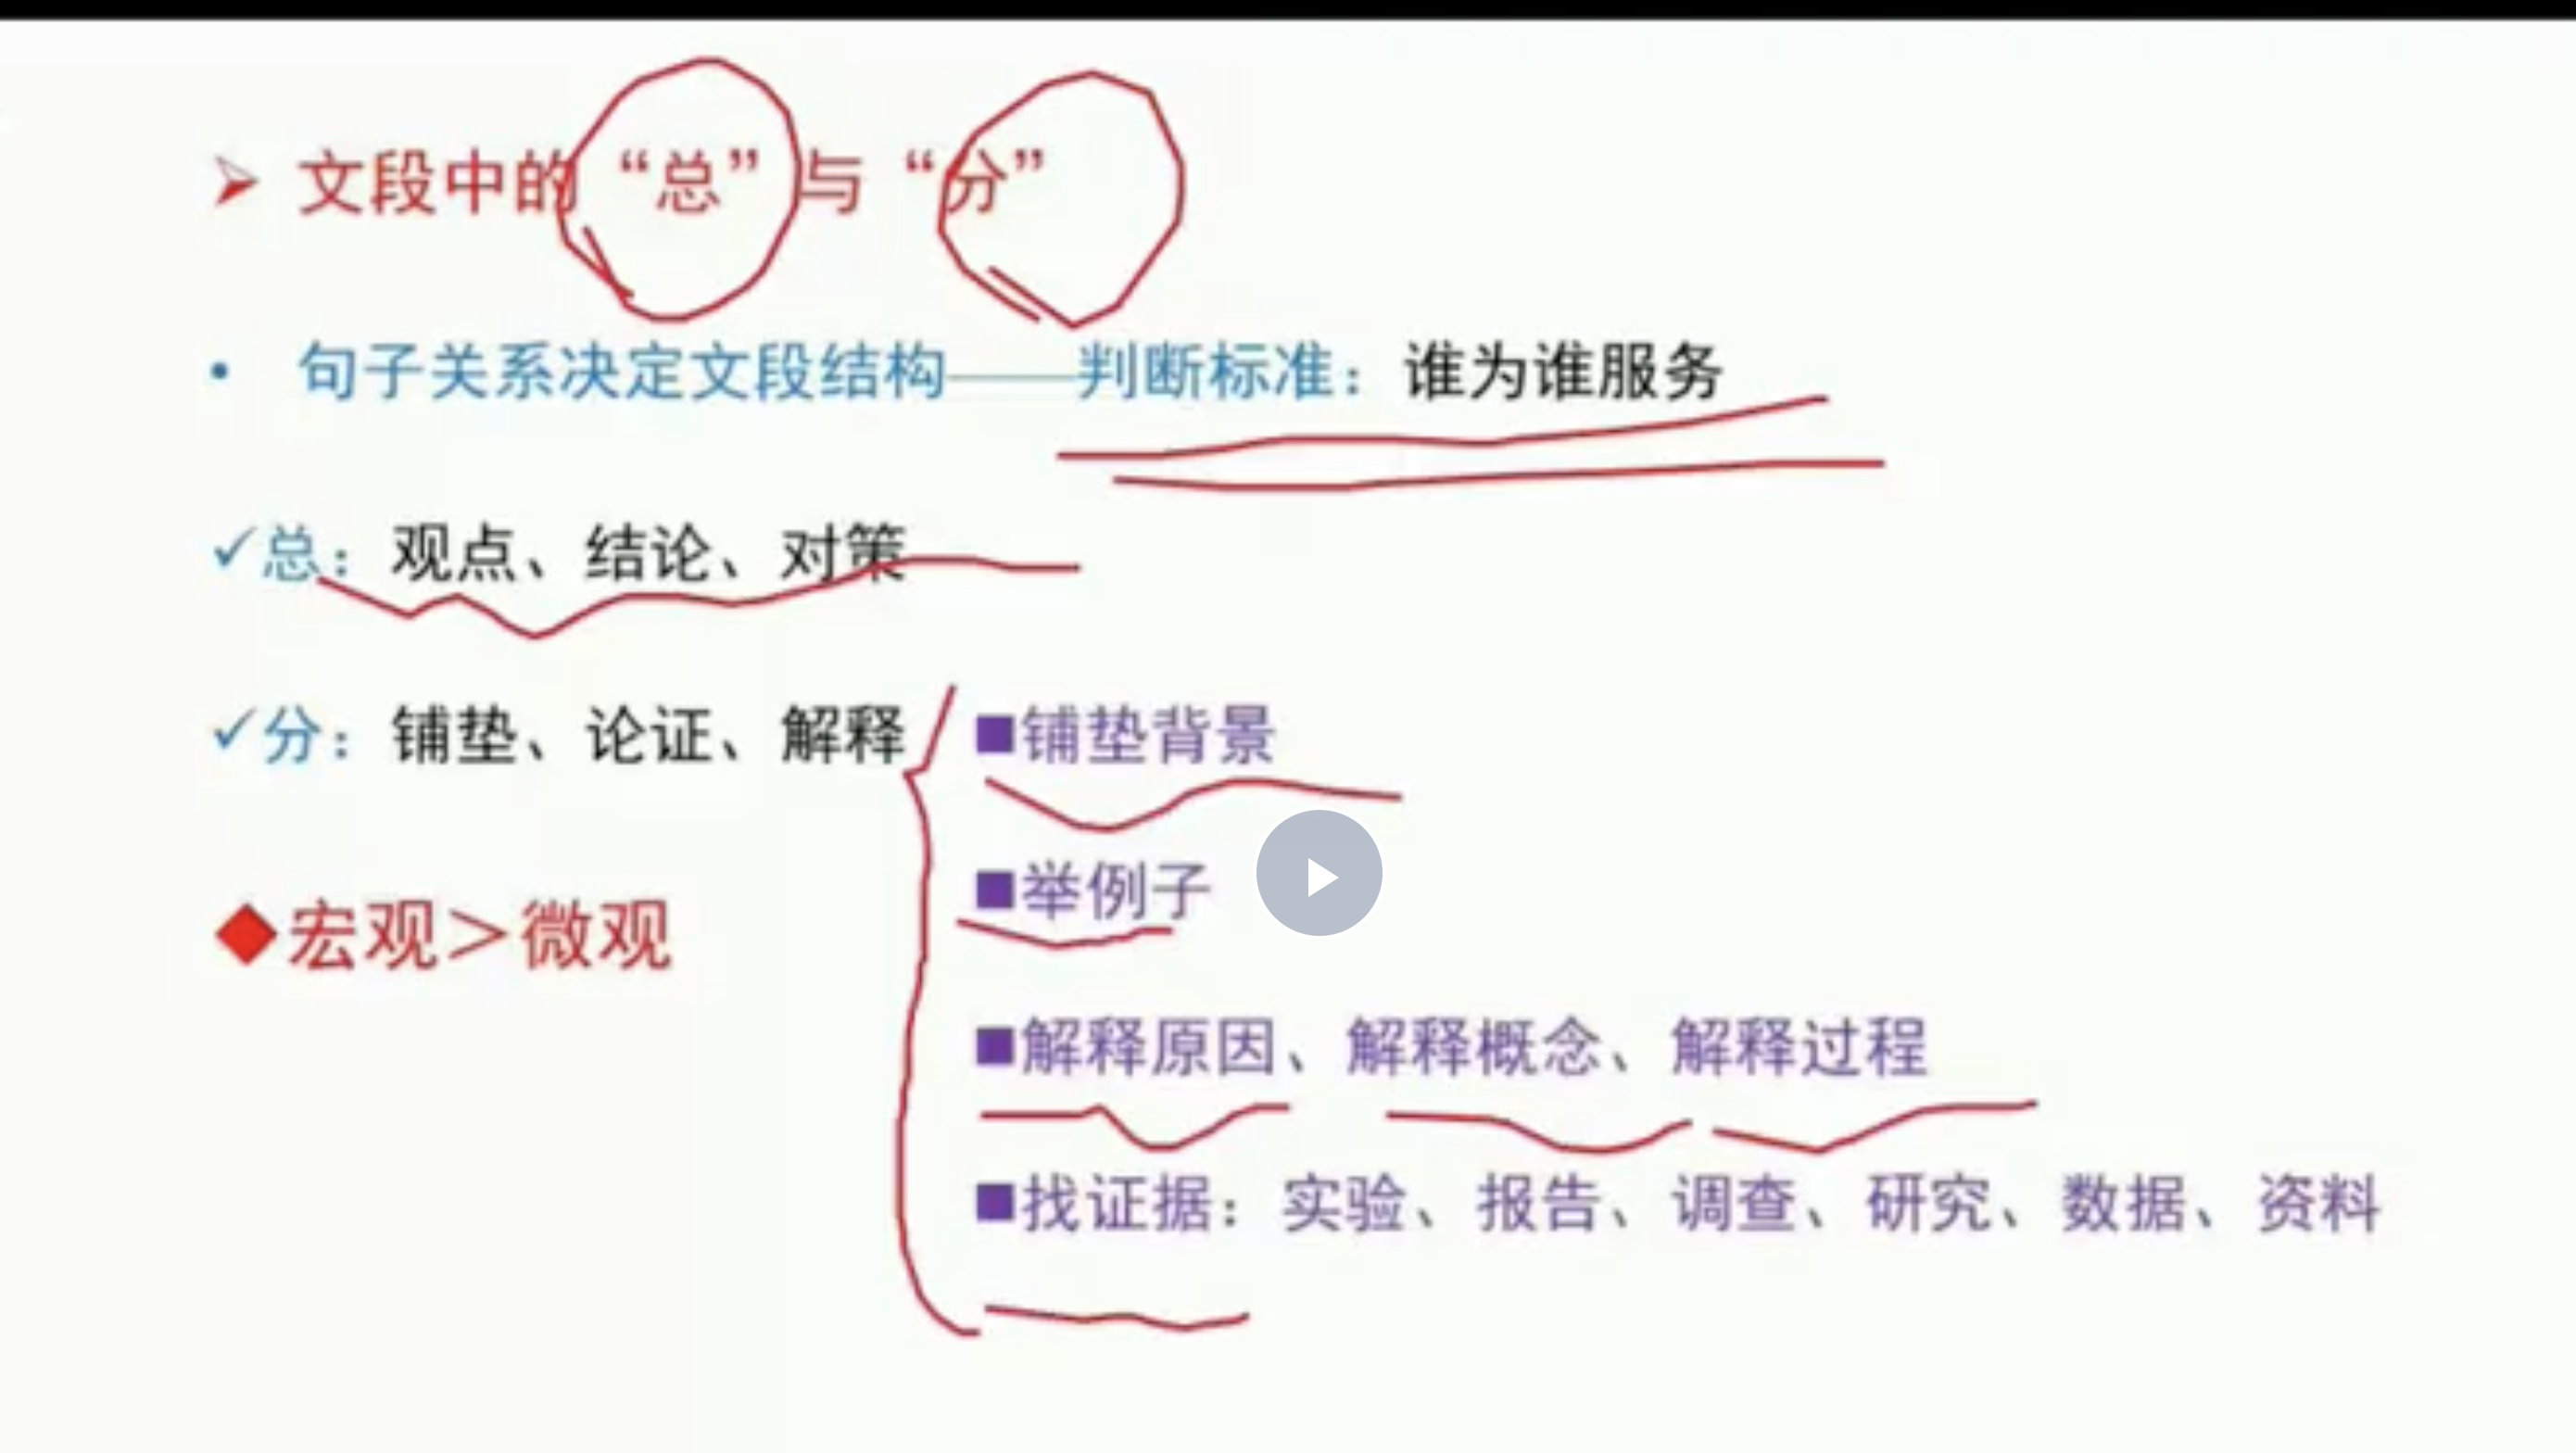 ➢ 文段中的“总”与“分”
• 句子关系决定文段结构——判断标准：谁为谁服务
✓总：观点、结论、对策
✓分：铺垫、论证、解释
■铺垫背景
■举例子
■解释原因、解释概念、解释过程
■找证据：实验、报告、调查、研究、数据、资料
◆宏观＞微观